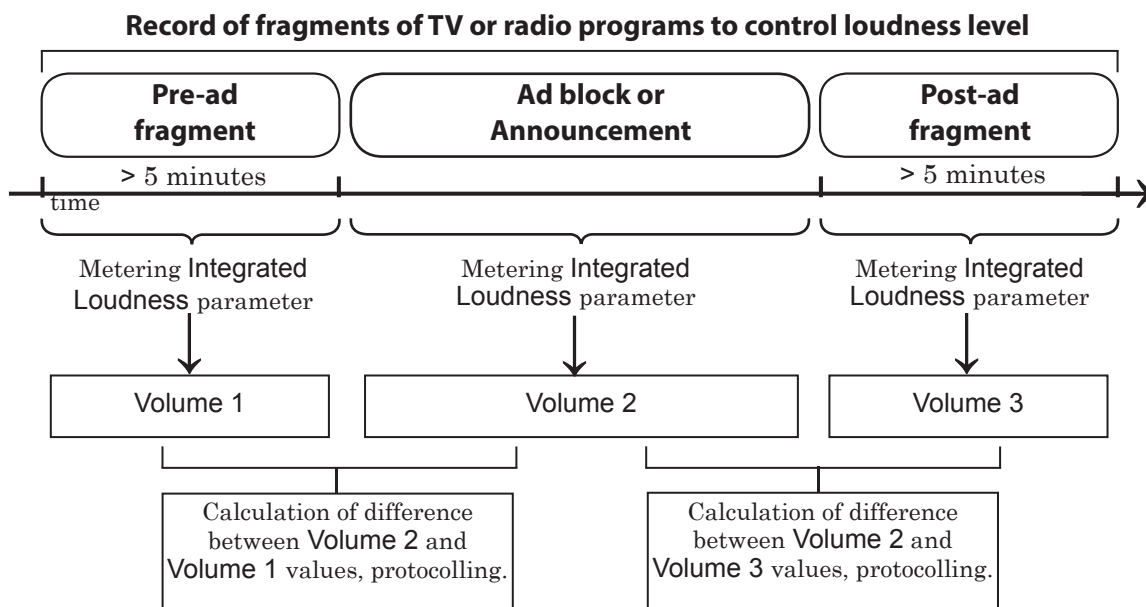 Record of fragments of TV or radio programs to control loudness level
Pre-ad
fragment
Ad block or
Announcement
Post-ad
fragment
> 5 minutes
> 5 minutes
time
Metering Integrated
Loudness parameter
Metering Integrated
Loudness parameter
Metering Integrated
Loudness parameter
Volume 1
Volume 2
Volume 3
Calculation of difference
between Volume 2 and
Volume 1 values, protocolling.
Calculation of difference
between Volume 2 and
Volume 3 values, protocolling.